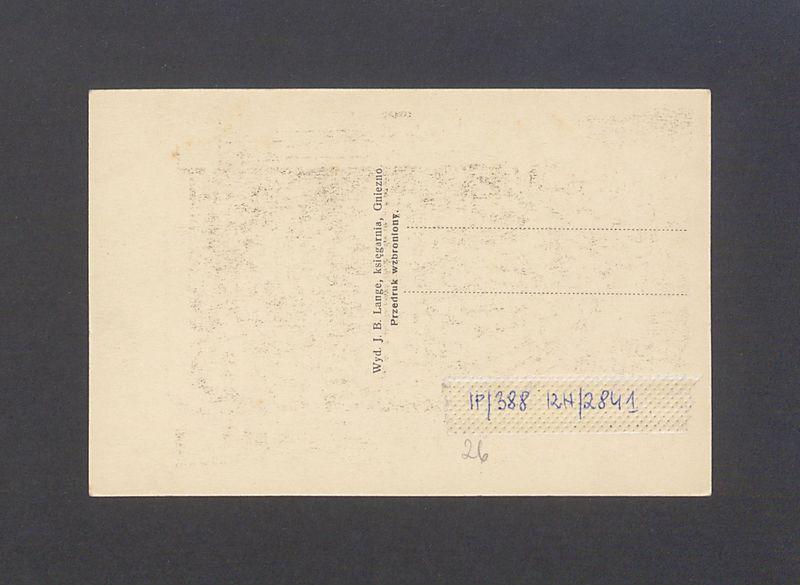 Wyd. J. B. Lange, księgarnia, Gniezno.
Przedruk wzbroniony.
IP/388 RH/2841
26